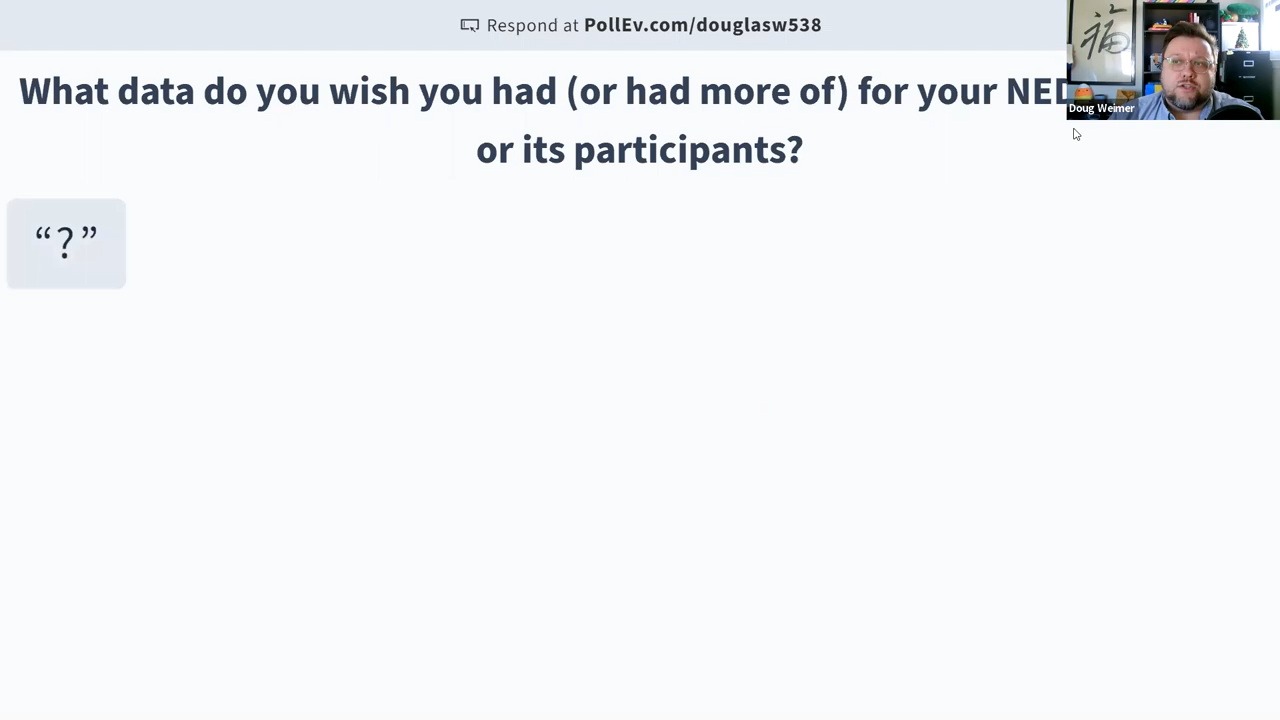 Respond at PollEv.com/douglasw538
What data do you wish you had (or had more of) for your
or its participants?
“?”
福
Doug Weimer